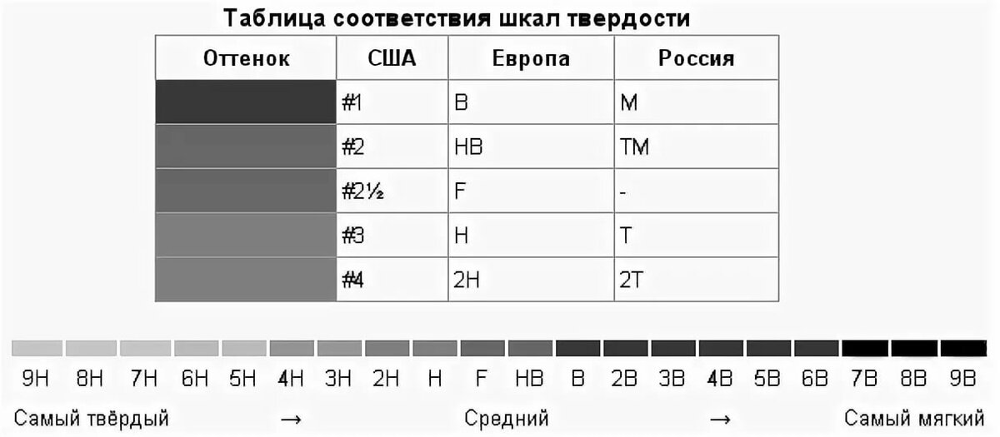 Таблица соответствия шкал твердости
Оттенок США Европа Россия
#1 B М
#2 HB ТМ
#2½ F -
#3 H Т
#4 2H 2Т
9H 8H 7H 6H 5H 4H 3H 2H H F HB B 2B 3B 4B 5B 6B 7B 8B 9B
Самый твёрдый → Средний → Самый мягкий